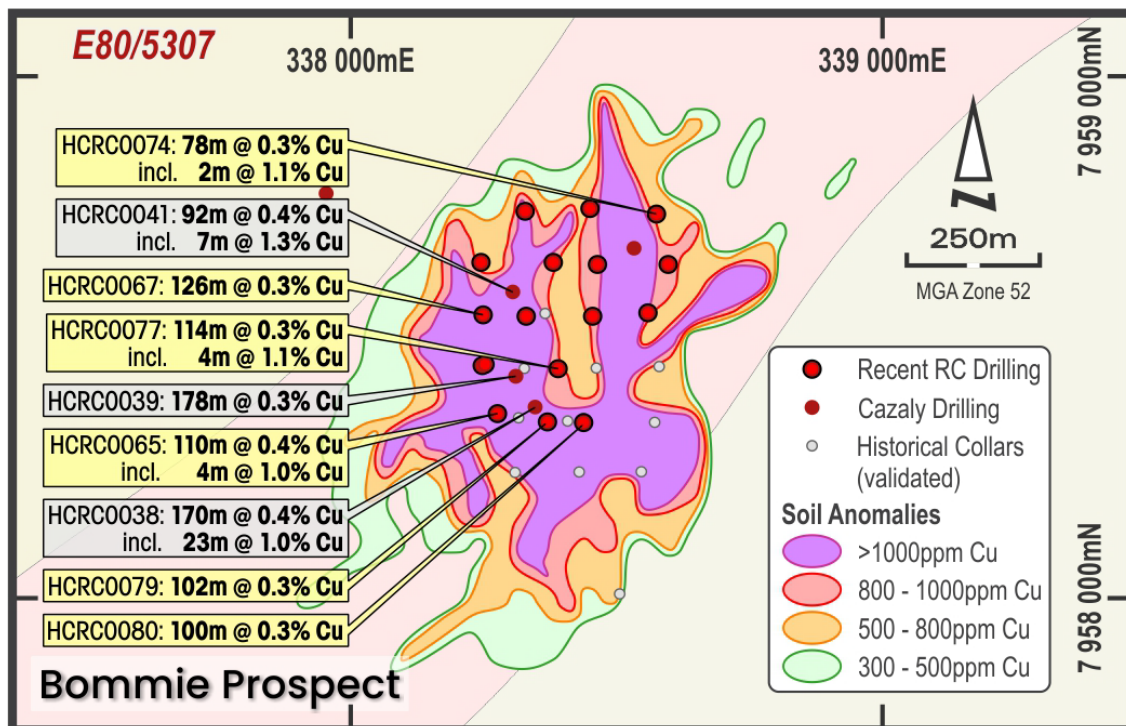 E80/5307
338 000mE
339 000mE
7 959 000mN
HCRC0074: 78m @ 0.3% Cu
incl. 2m @ 1.1% Cu
HCRC0041: 92m @ 0.4% Cu
incl. 7m @ 1.3% Cu
HCRC0067: 126m @ 0.3% Cu
HCRC0077: 114m @ 0.3% Cu
incl. 4m @ 1.1% Cu
HCRC0039: 178m @ 0.3% Cu
HCRC0065: 110m @ 0.4% Cu
incl. 4m @ 1.0% Cu
HCRC0038: 170m @ 0.4% Cu
incl. 23m @ 1.0% Cu
HCRC0079: 102m @ 0.3% Cu
HCRC0080: 100m @ 0.3% Cu
Bommie Prospect
N
250m
MGA Zone 52
Recent RC Drilling
Cazaly Drilling
Historical Collars
(validated)
Soil Anomalies
>1000ppm Cu
800 - 1000ppm Cu
500 - 800ppm Cu
300 - 500ppm Cu
7 958 000mN